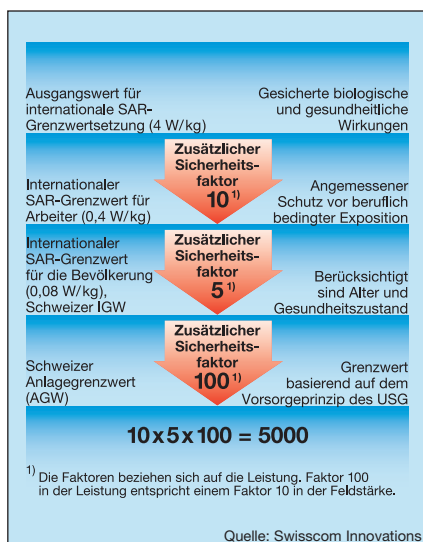 Ausgangswert für
internationale SAR-
Grenzwertsetzung (4 W/kg)
Gesicherte biologische
und gesundheitliche
Wirkungen
Zusätzlicher
Sicherheits-
faktor
10 1)
Internationaler
SAR-Grenzwert für
Arbeiter (0,4 W/kg)
Angemessener
Schutz vor beruflich
bedingter Exposition
Zusätzlicher
Sicherheits-
faktor
5 1)
Internationaler
SAR-Grenzwert
für die Bevölkerung
(0,08 W/kg),
Schweizer IGW
Berücksichtigt
sind Alter und
Gesundheitszustand
Zusätzlicher
Sicherheits-
faktor
100 1)
Schweizer
Anlagegrenzwert
(AGW)
Grenzwert
basierend auf dem
Vorsorgeprinzip des USG
10 x 5 x 100 = 5000
1) Die Faktoren beziehen sich auf die Leistung. Faktor 100
in der Leistung entspricht einem Faktor 10 in der Feldstärke.
Quelle: Swisscom Innovations